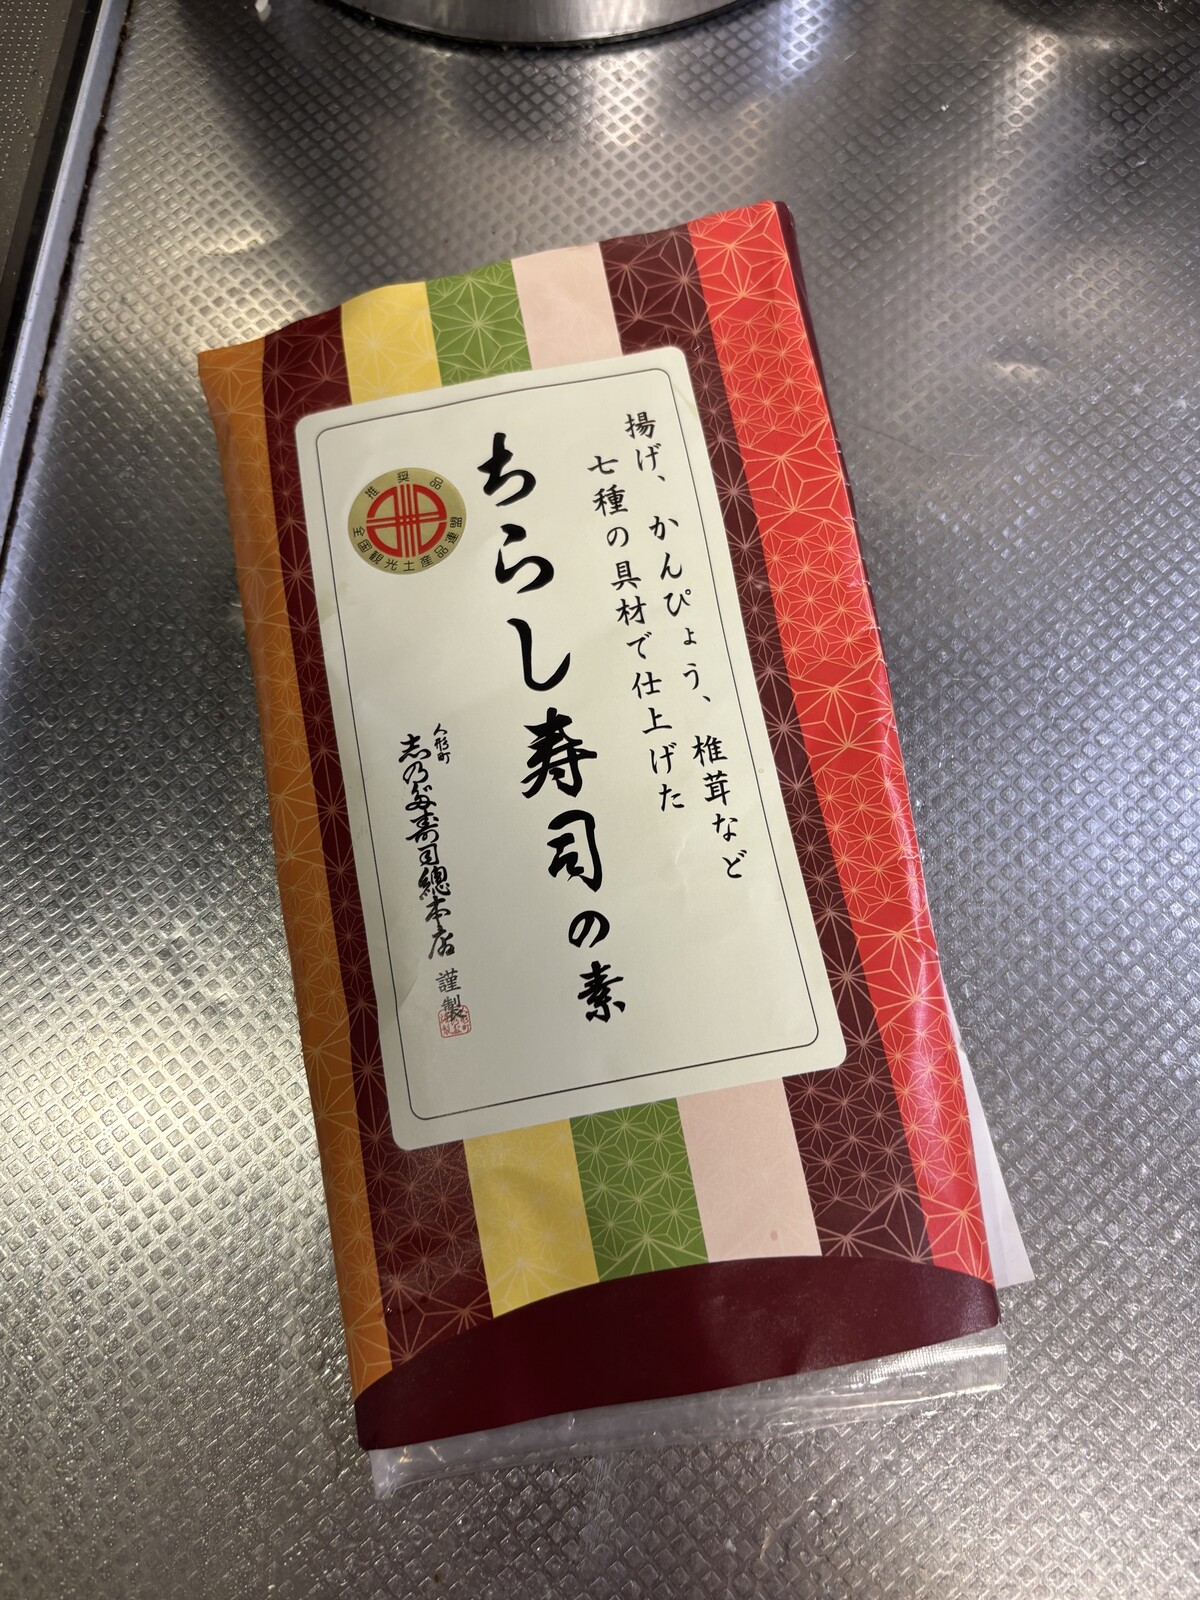 揚げ、かんぴょう、椎茸など
七種の具材で仕上げた
ちらし寿司の素
推奨品
全国観光土産品連盟
人形町
志乃多寿司總本店
謹製